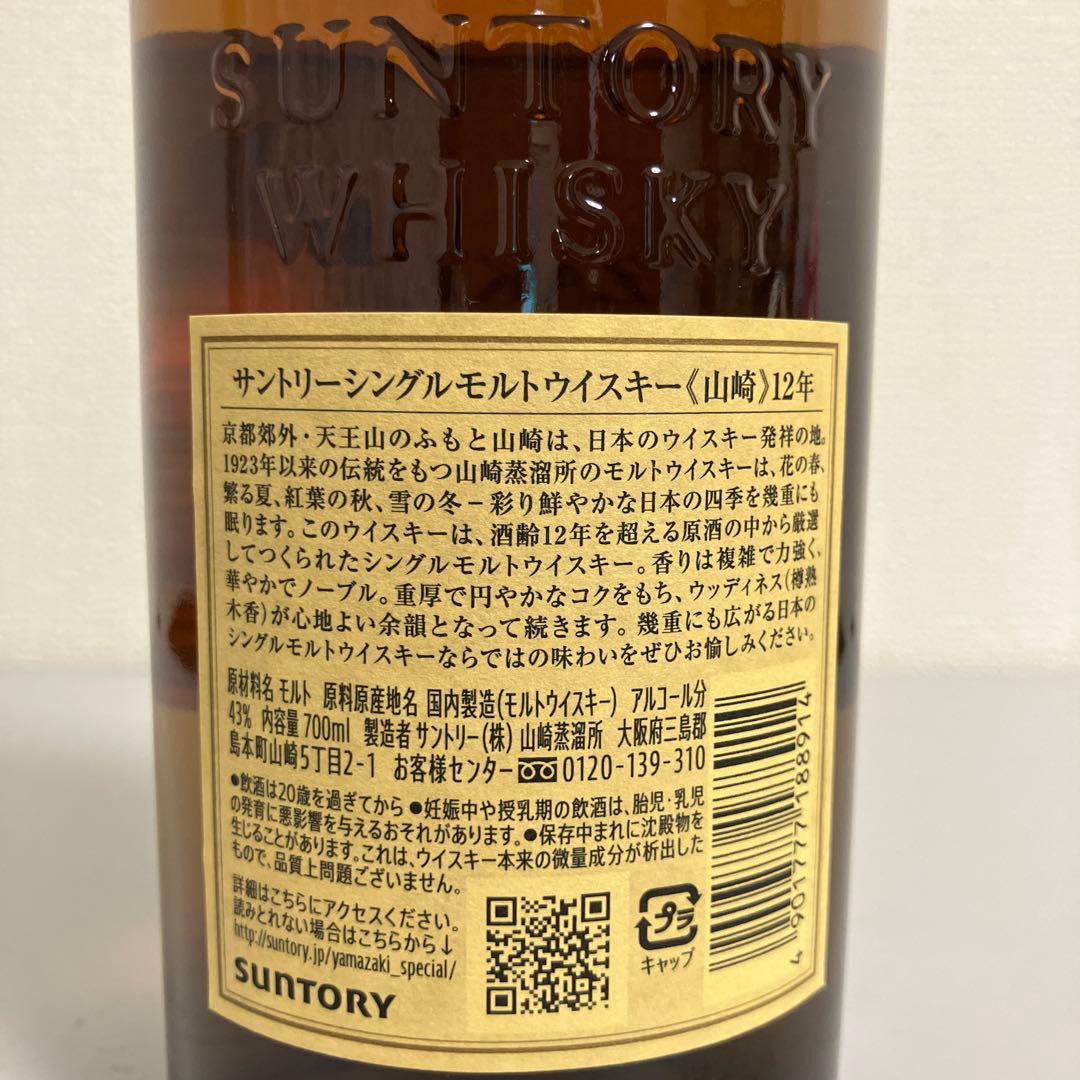 SUNTORY
WHISKY
サントリーシングルモルトウイスキー《山崎》12年
京都郊外・天王山のふもと山崎は、日本のウイスキー発祥の地。
1923年以来の伝統をもつ山崎蒸溜所のモルトウイスキーは、花の春、
繁る夏、紅葉の秋、雪の冬－彩り鮮やかな日本の四季を幾重にも
眠ります。このウイスキーは、酒齢12年を超える原酒の中から厳選
してつくられたシングルモルトウイスキー。香りは複雑で力強く、
華やかでノーブル。重厚で円やかなコクをもち、ウッディネス(樽熟
木香)が心地よい余韻となって続きます。幾重にも広がる日本の
シングルモルトウイスキーならではの味わいをぜひお愉しみください。
原材料名 モルト 原料原産地名 国内製造(モルトウイスキー) アルコール分
43% 内容量700ml 製造者 サントリー(株) 山崎蒸溜所 大阪府三島郡
島本町山崎5丁目2-1 お客様センター 0120-139-310
●飲酒は20歳を過ぎてから ●妊娠中や授乳期の飲酒は、胎児・乳児
の発育に悪影響を与えるおそれがあります。●保存中まれに沈殿物を
生じることがあります。これは、ウイスキー本来の微量成分が析出した
もので、品質上問題ございません。
詳細はこちらにアクセスください。
読みとれない場合はこちらから↓
http://suntory.jp/yamazaki_special/
SUNTORY
プラ
キャップ
4 901777 188914